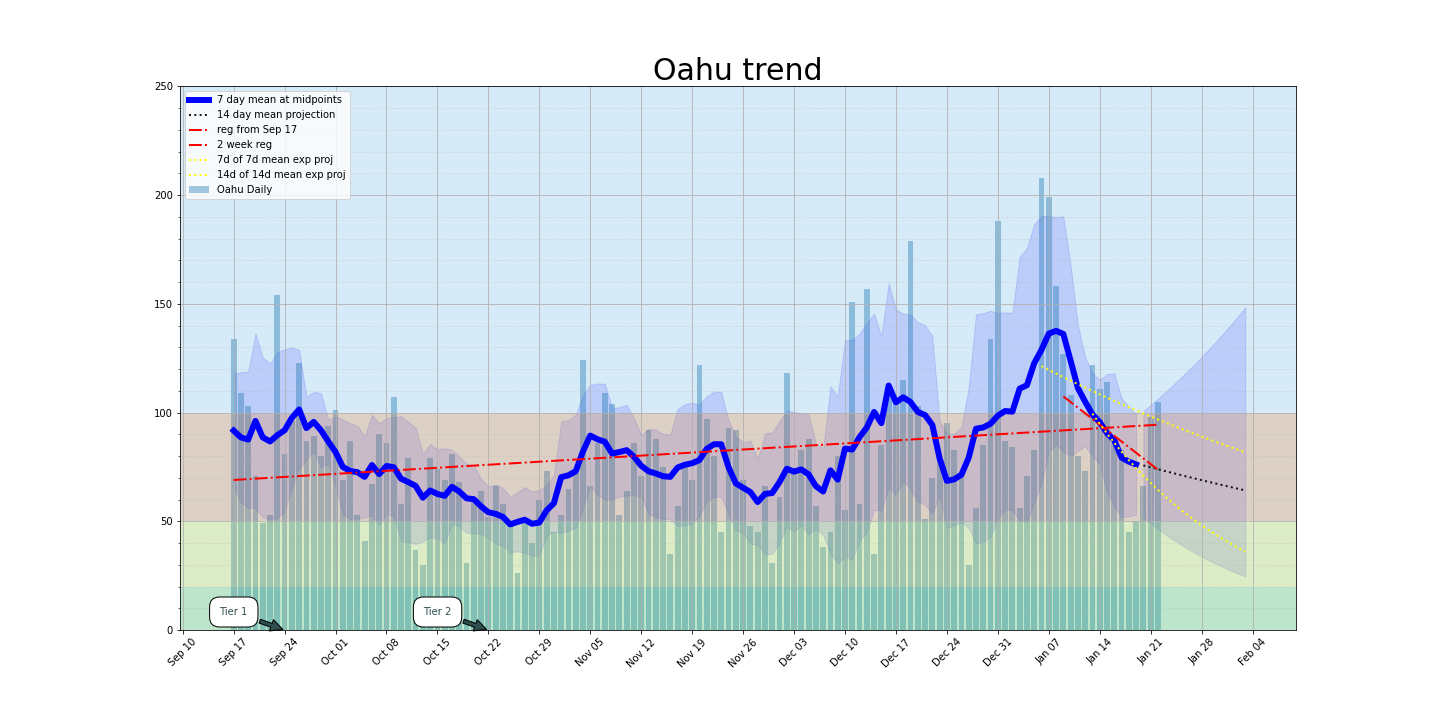 Oahu trend
250
200
150
100
50
0
7 day mean at midpoints
14 day mean projection
reg from Sep 17
2 week reg
7d of 7d mean exp proj
14d of 14d mean exp proj
Oahu Daily
Tier 1
Tier 2
Sep 10
Sep 17
Sep 24
Oct 01
Oct 08
Oct 15
Oct 22
Oct 29
Nov 05
Nov 12
Nov 19
Nov 26
Dec 03
Dec 10
Dec 17
Dec 24
Dec 31
Jan 07
Jan 14
Jan 21
Jan 28
Feb 04